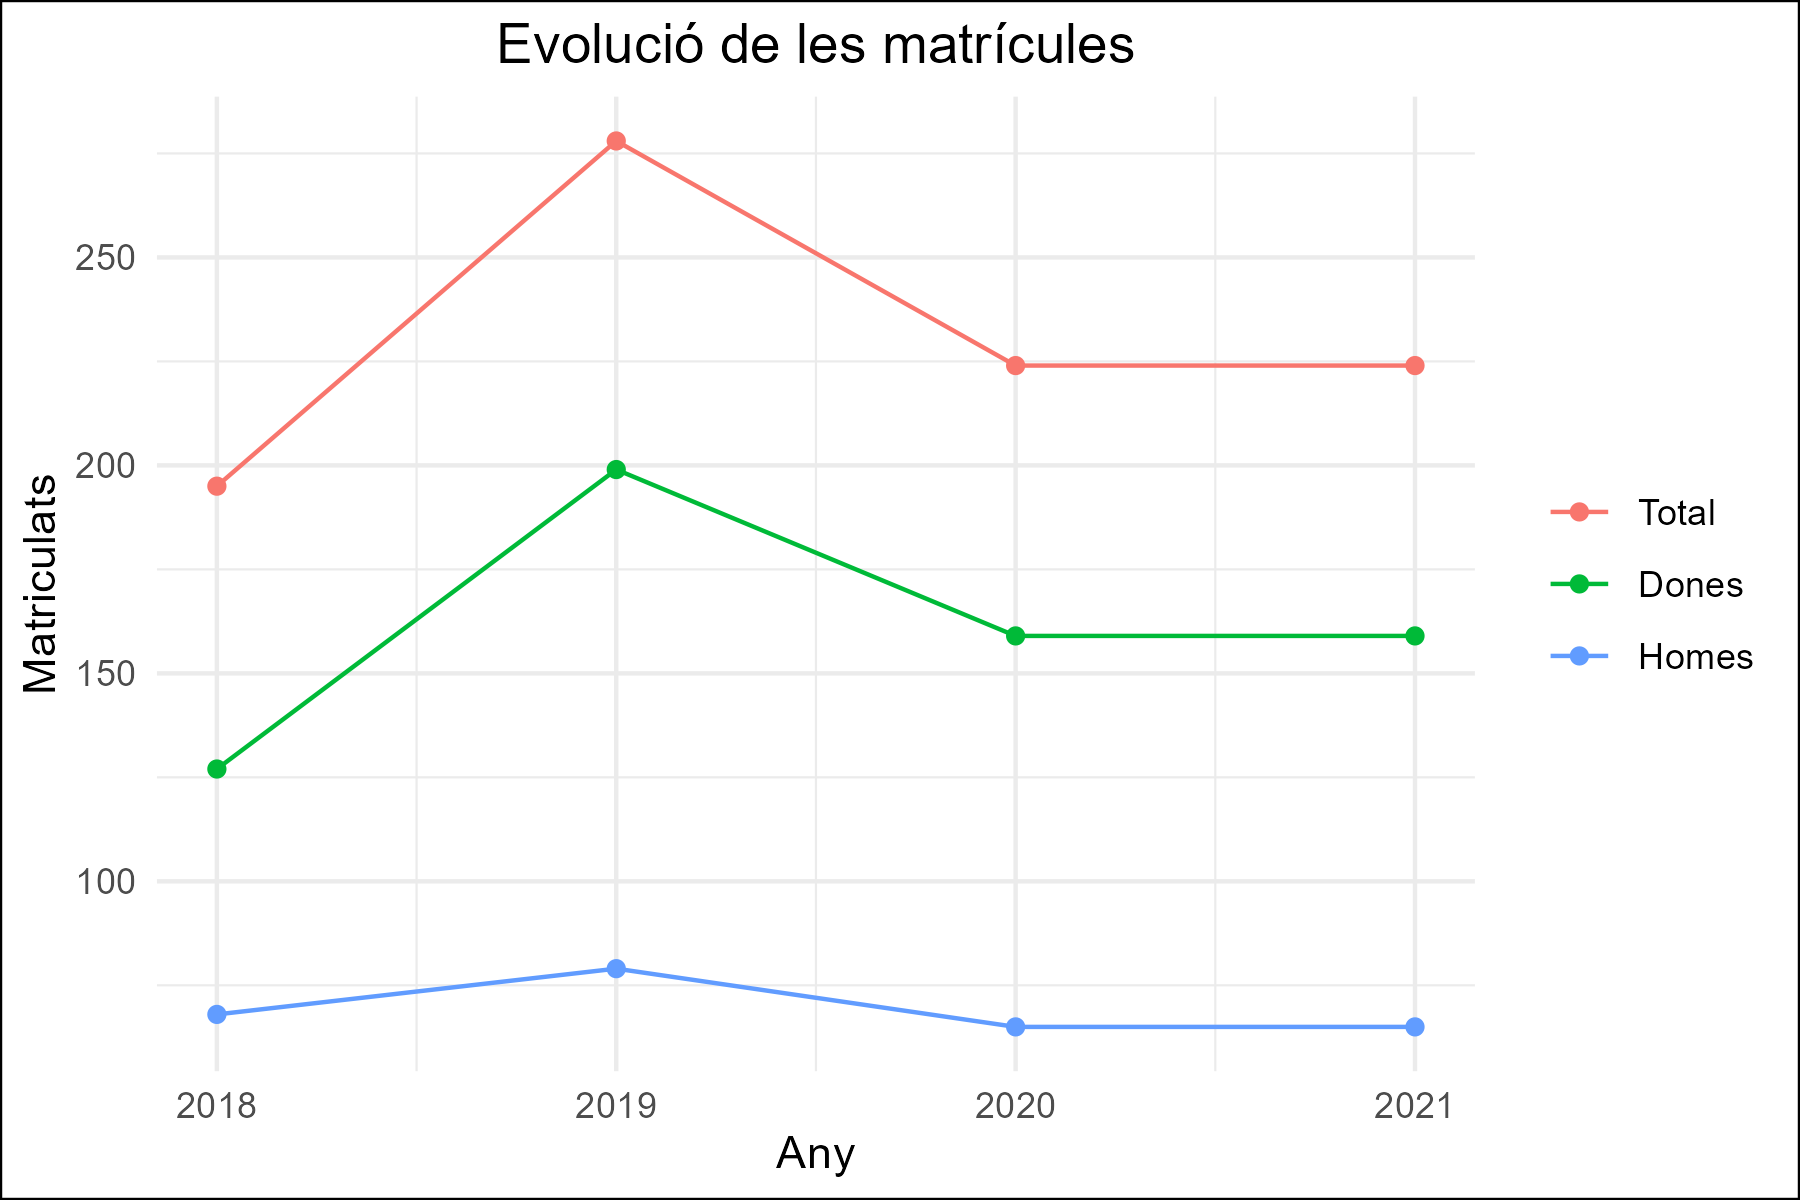 Evolució de les matrícules
Matriculats
250
200
150
100
2018
2019
2020
2021
Any
Total
Dones
Homes